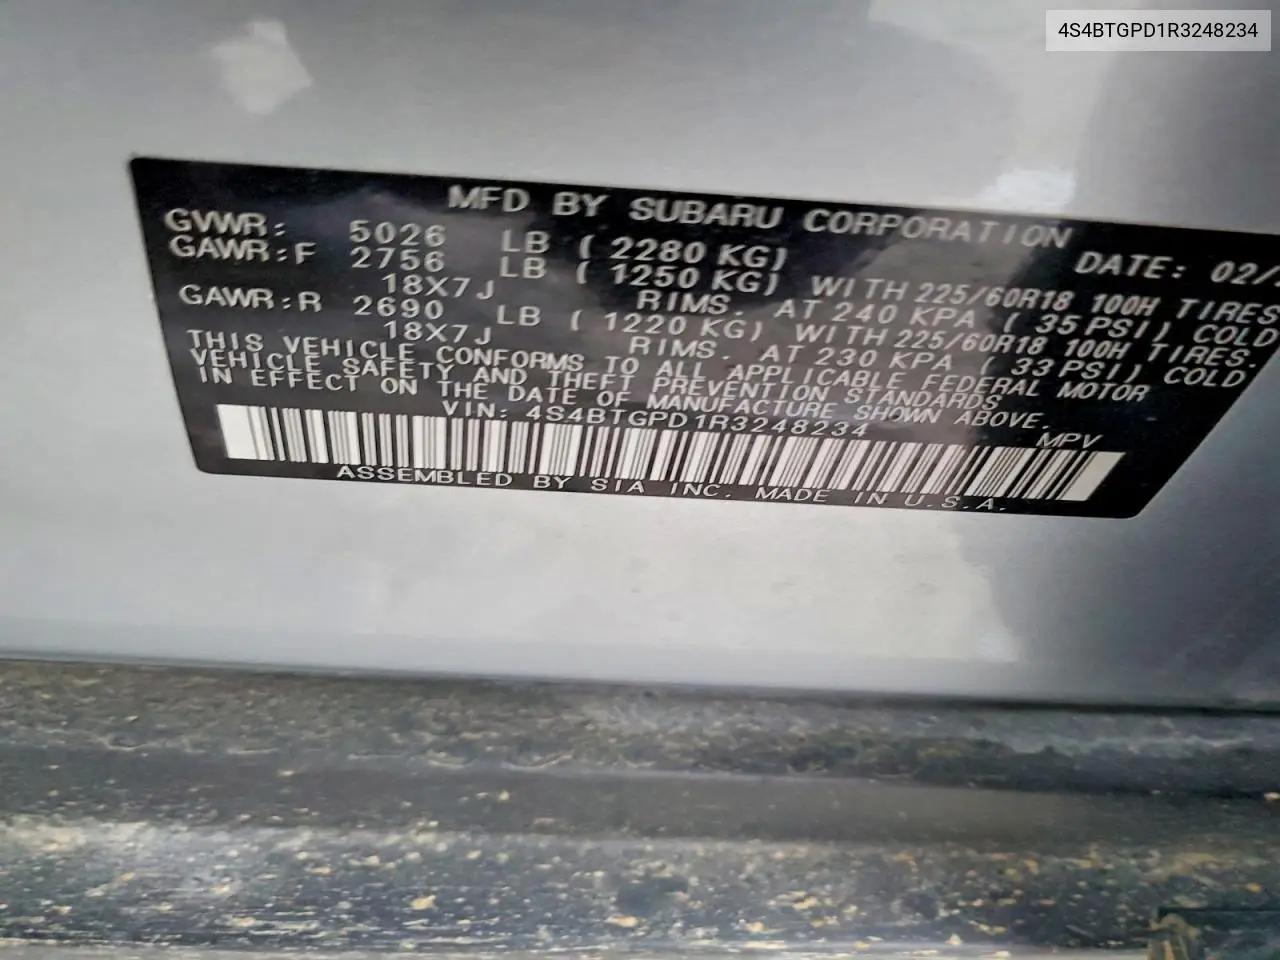 4S4BTGPD1R3248234
MFD BY SUBARU CORPORATION
DATE: 02/
GVWR: 5026 LB ( 2280 KG)
GAWR:F 2756 LB ( 1250 KG) WITH 225/60R18 100H TIRES
18X7J RIMS. AT 240 KPA ( 35 PSI) COLD
GAWR:R 2690 LB ( 1220 KG) WITH 225/60R18 100H TIRES.
18X7J RIMS. AT 230 KPA ( 33 PSI) COLD
THIS VEHICLE CONFORMS TO ALL APPLICABLE FEDERAL MOTOR
VEHICLE SAFETY AND THEFT PREVENTION STANDARDS
IN EFFECT ON THE DATE OF MANUFACTURE SHOWN ABOVE.
VIN: 4S4BTGPD1R3248234 MPV
ASSEMBLED BY SIA INC. MADE IN U.S.A.